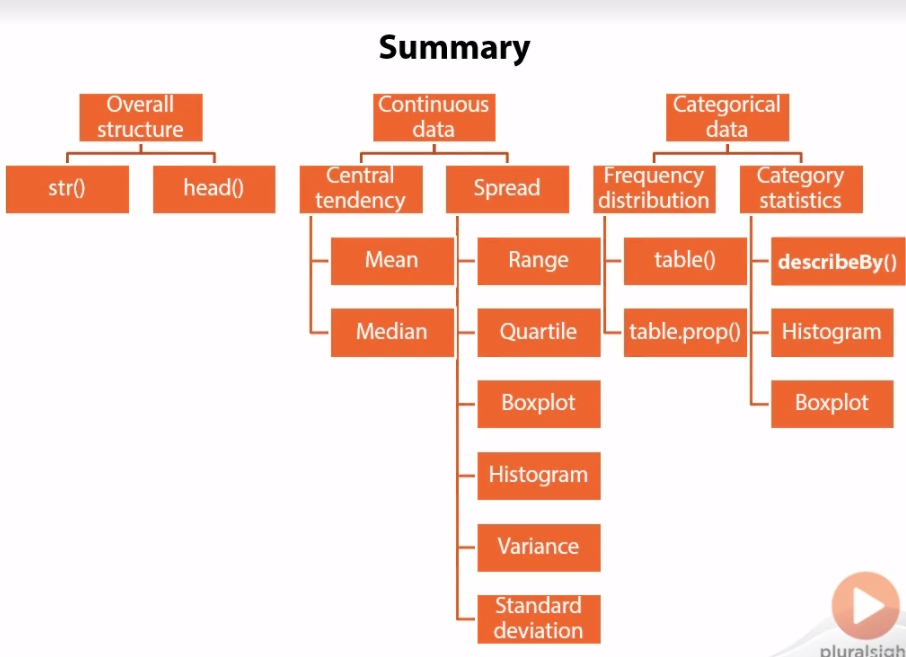 Summary
Overall
structure
Continuous
data
Categorical
data
str()
head()
Central
tendency
Spread
Frequency
distribution
Category
statistics
Mean
Range
table()
describeBy()
Median
Quartile
table.prop()
Histogram
Boxplot
Boxplot
Histogram
Variance
Standard
deviation
pluralsigh